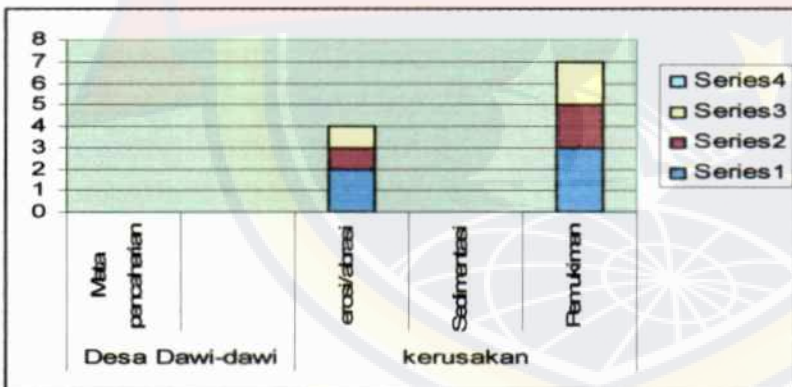 8
7
6
5
4
3
2
1
0
Series4
Series3
Series2
Series1
Mata
pencaharian
erosi/abrasi
Sedimentasi
Pemukiman
Desa Dawi-dawi
kerusakan